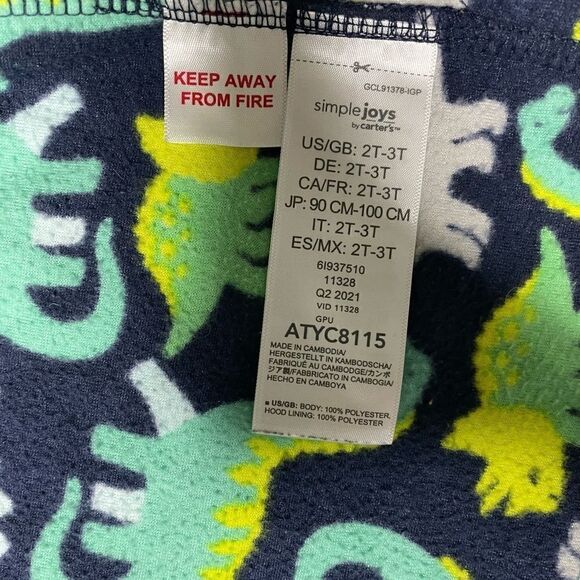 KEEP AWAY
FROM FIRE
GCL91378-IGP
simple joys
by carter's™
US/GB: 2T-3T
DE: 2T-3T
CA/FR: 2T-3T
JP: 90 CM-100 CM
IT: 2T-3T
ES/MX: 2T-3T
6I937510
11328
Q2 2021
VID 11328
GPU
ATYC8115
MADE IN CAMBODIA/
HERGESTELLT IN KAMBODSCHA/
FABRIQUÉ AU CAMBODGE/カンボ
ジア製/FABBRICATO IN CAMBOGIA/
HECHO EN CAMBOYA
■ US/GB: BODY: 100% POLYESTER.
HOOD LINING: 100% POLYESTER